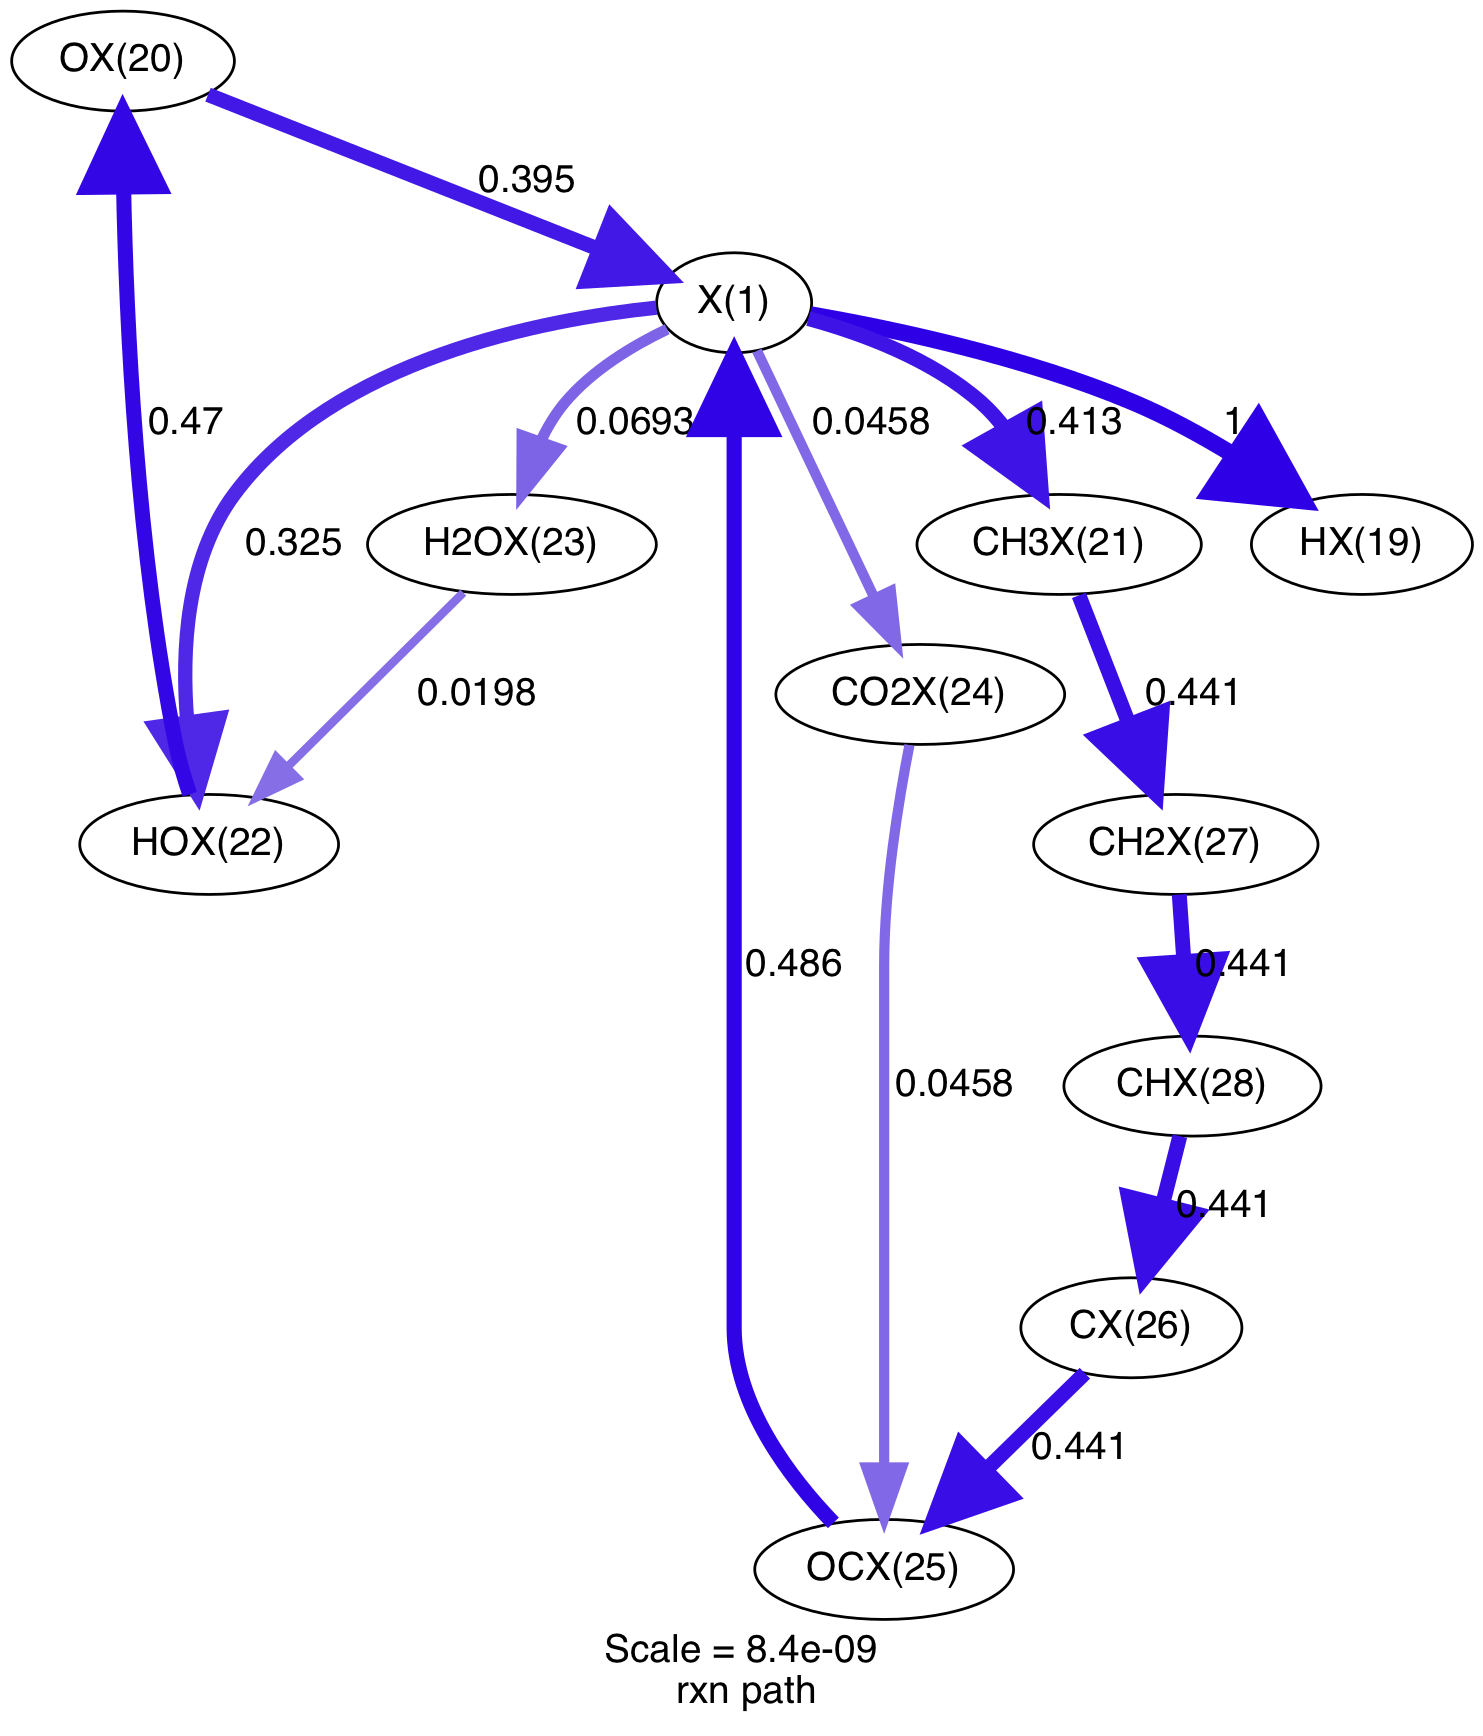 OX(20)
0.395
X(1)
0.47
0.0693
0.0458
0.413
1
0.325
H2OX(23)
CH3X(21)
HX(19)
0.0198
CO2X(24)
0.441
HOX(22)
CH2X(27)
0.486
0.441
0.0458
CHX(28)
0.441
CX(26)
0.441
OCX(25)
Scale = 8.4e-09
rxn path